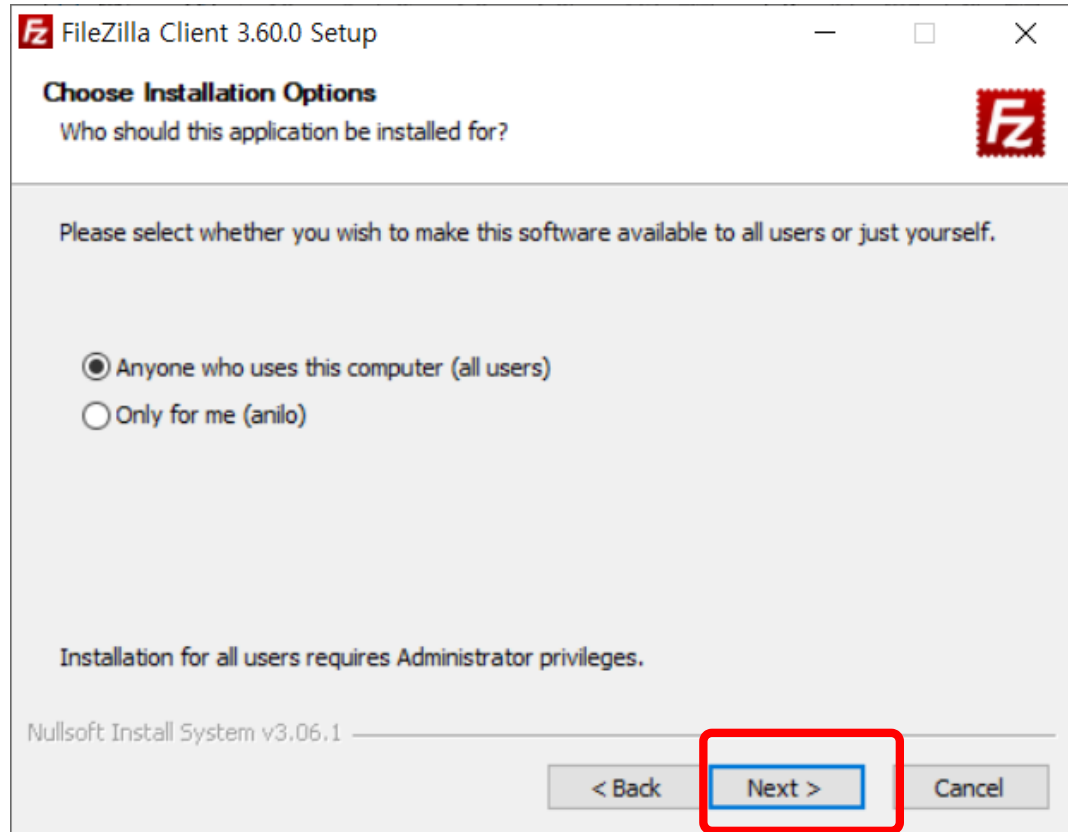 FileZilla Client 3.60.0 Setup
Choose Installation Options
Who should this application be installed for?
Fz
Please select whether you wish to make this software available to all users or just yourself.
Anyone who uses this computer (all users)
Only for me (anilo)
Installation for all users requires Administrator privileges.
Nullsoft Install System v3.06.1
< Back
Next >
Cancel